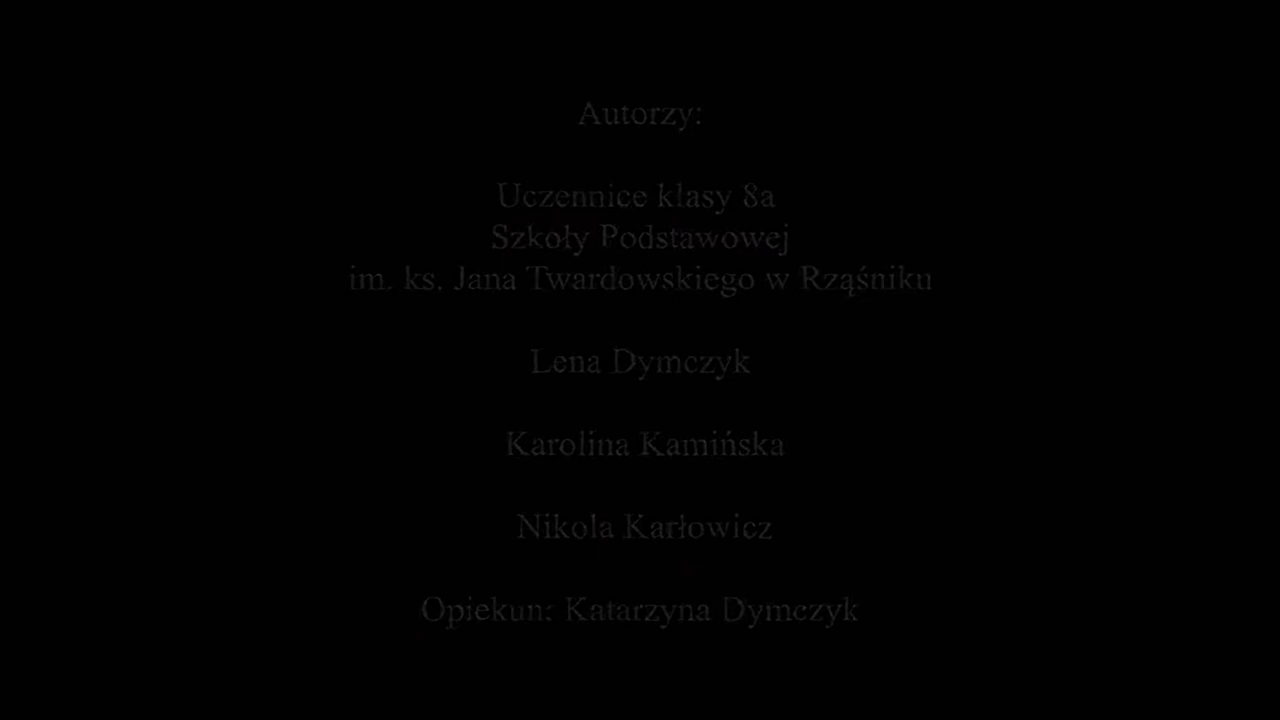 Autorzy:
Uczennice klasy 8a
Szkoły Podstawowej
im. ks. Jana Twardowskiego w Rząśniku
Lena Dymczyk
Karolina Kamińska
Nikola Karłowicz
Opiekun: Katarzyna Dymczyk